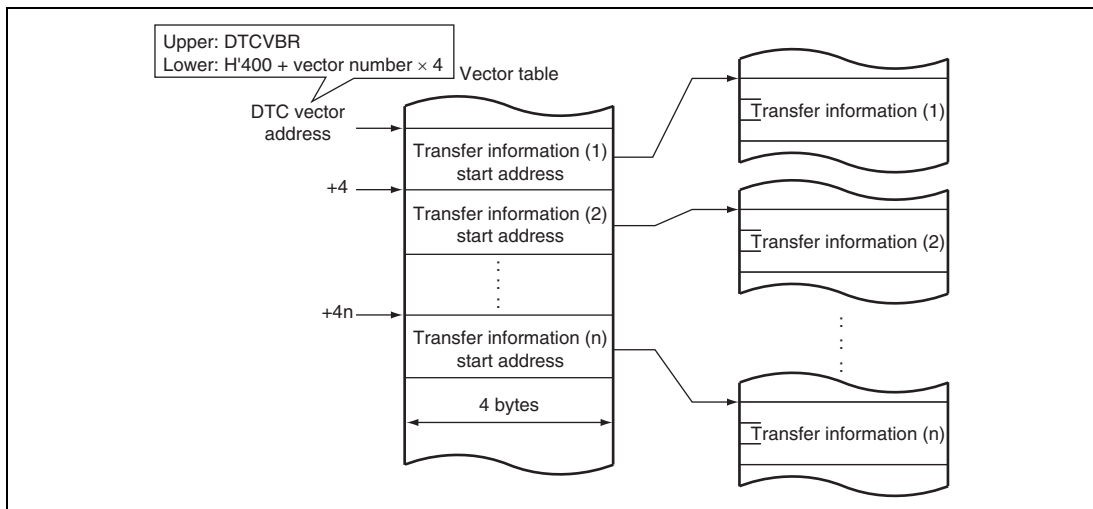 Upper: DTCVBR
Lower: H'400 + vector number × 4
Vector table
DTC vector
address
Transfer information (1)
start address
+4
Transfer information (2)
start address
+4n
Transfer information (n)
start address
4 bytes
Transfer information (1)
Transfer information (2)
Transfer information (n)